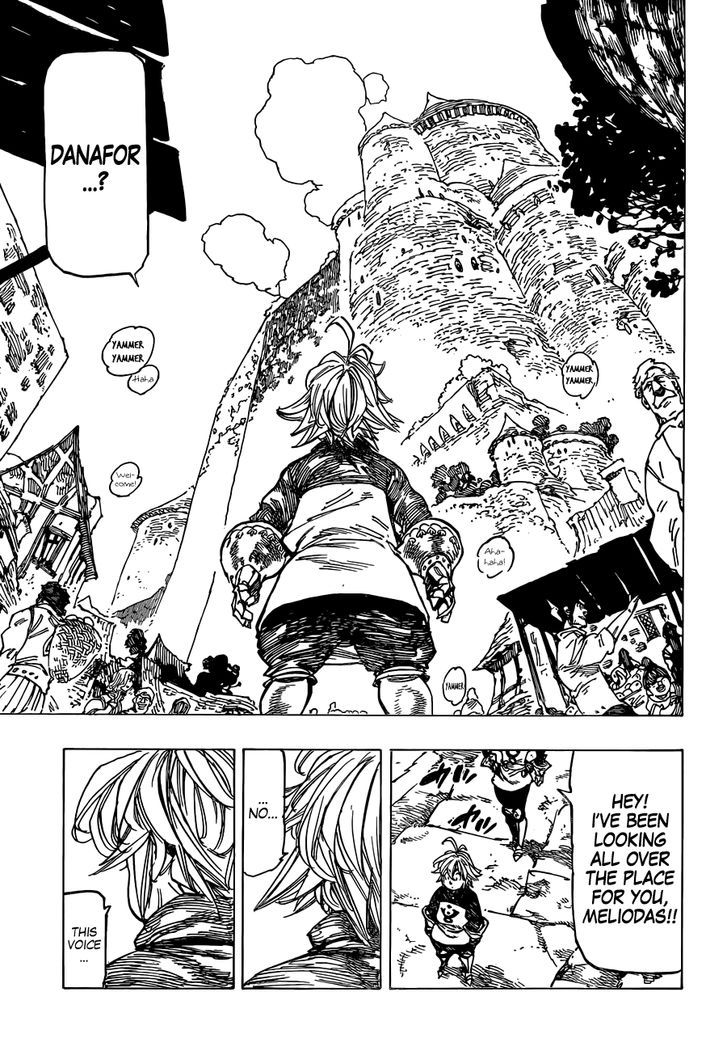 DANAFOR
...?
YAMMER
YAMMER
Haha
YAMMER
YAMMER
Wel-
come!
Aha-
haha!
YAMMER
HEY!
I'VE BEEN
LOOKING
ALL OVER
THE PLACE
FOR YOU,
MELIODAS!!
...
NO...
THIS
VOICE
...